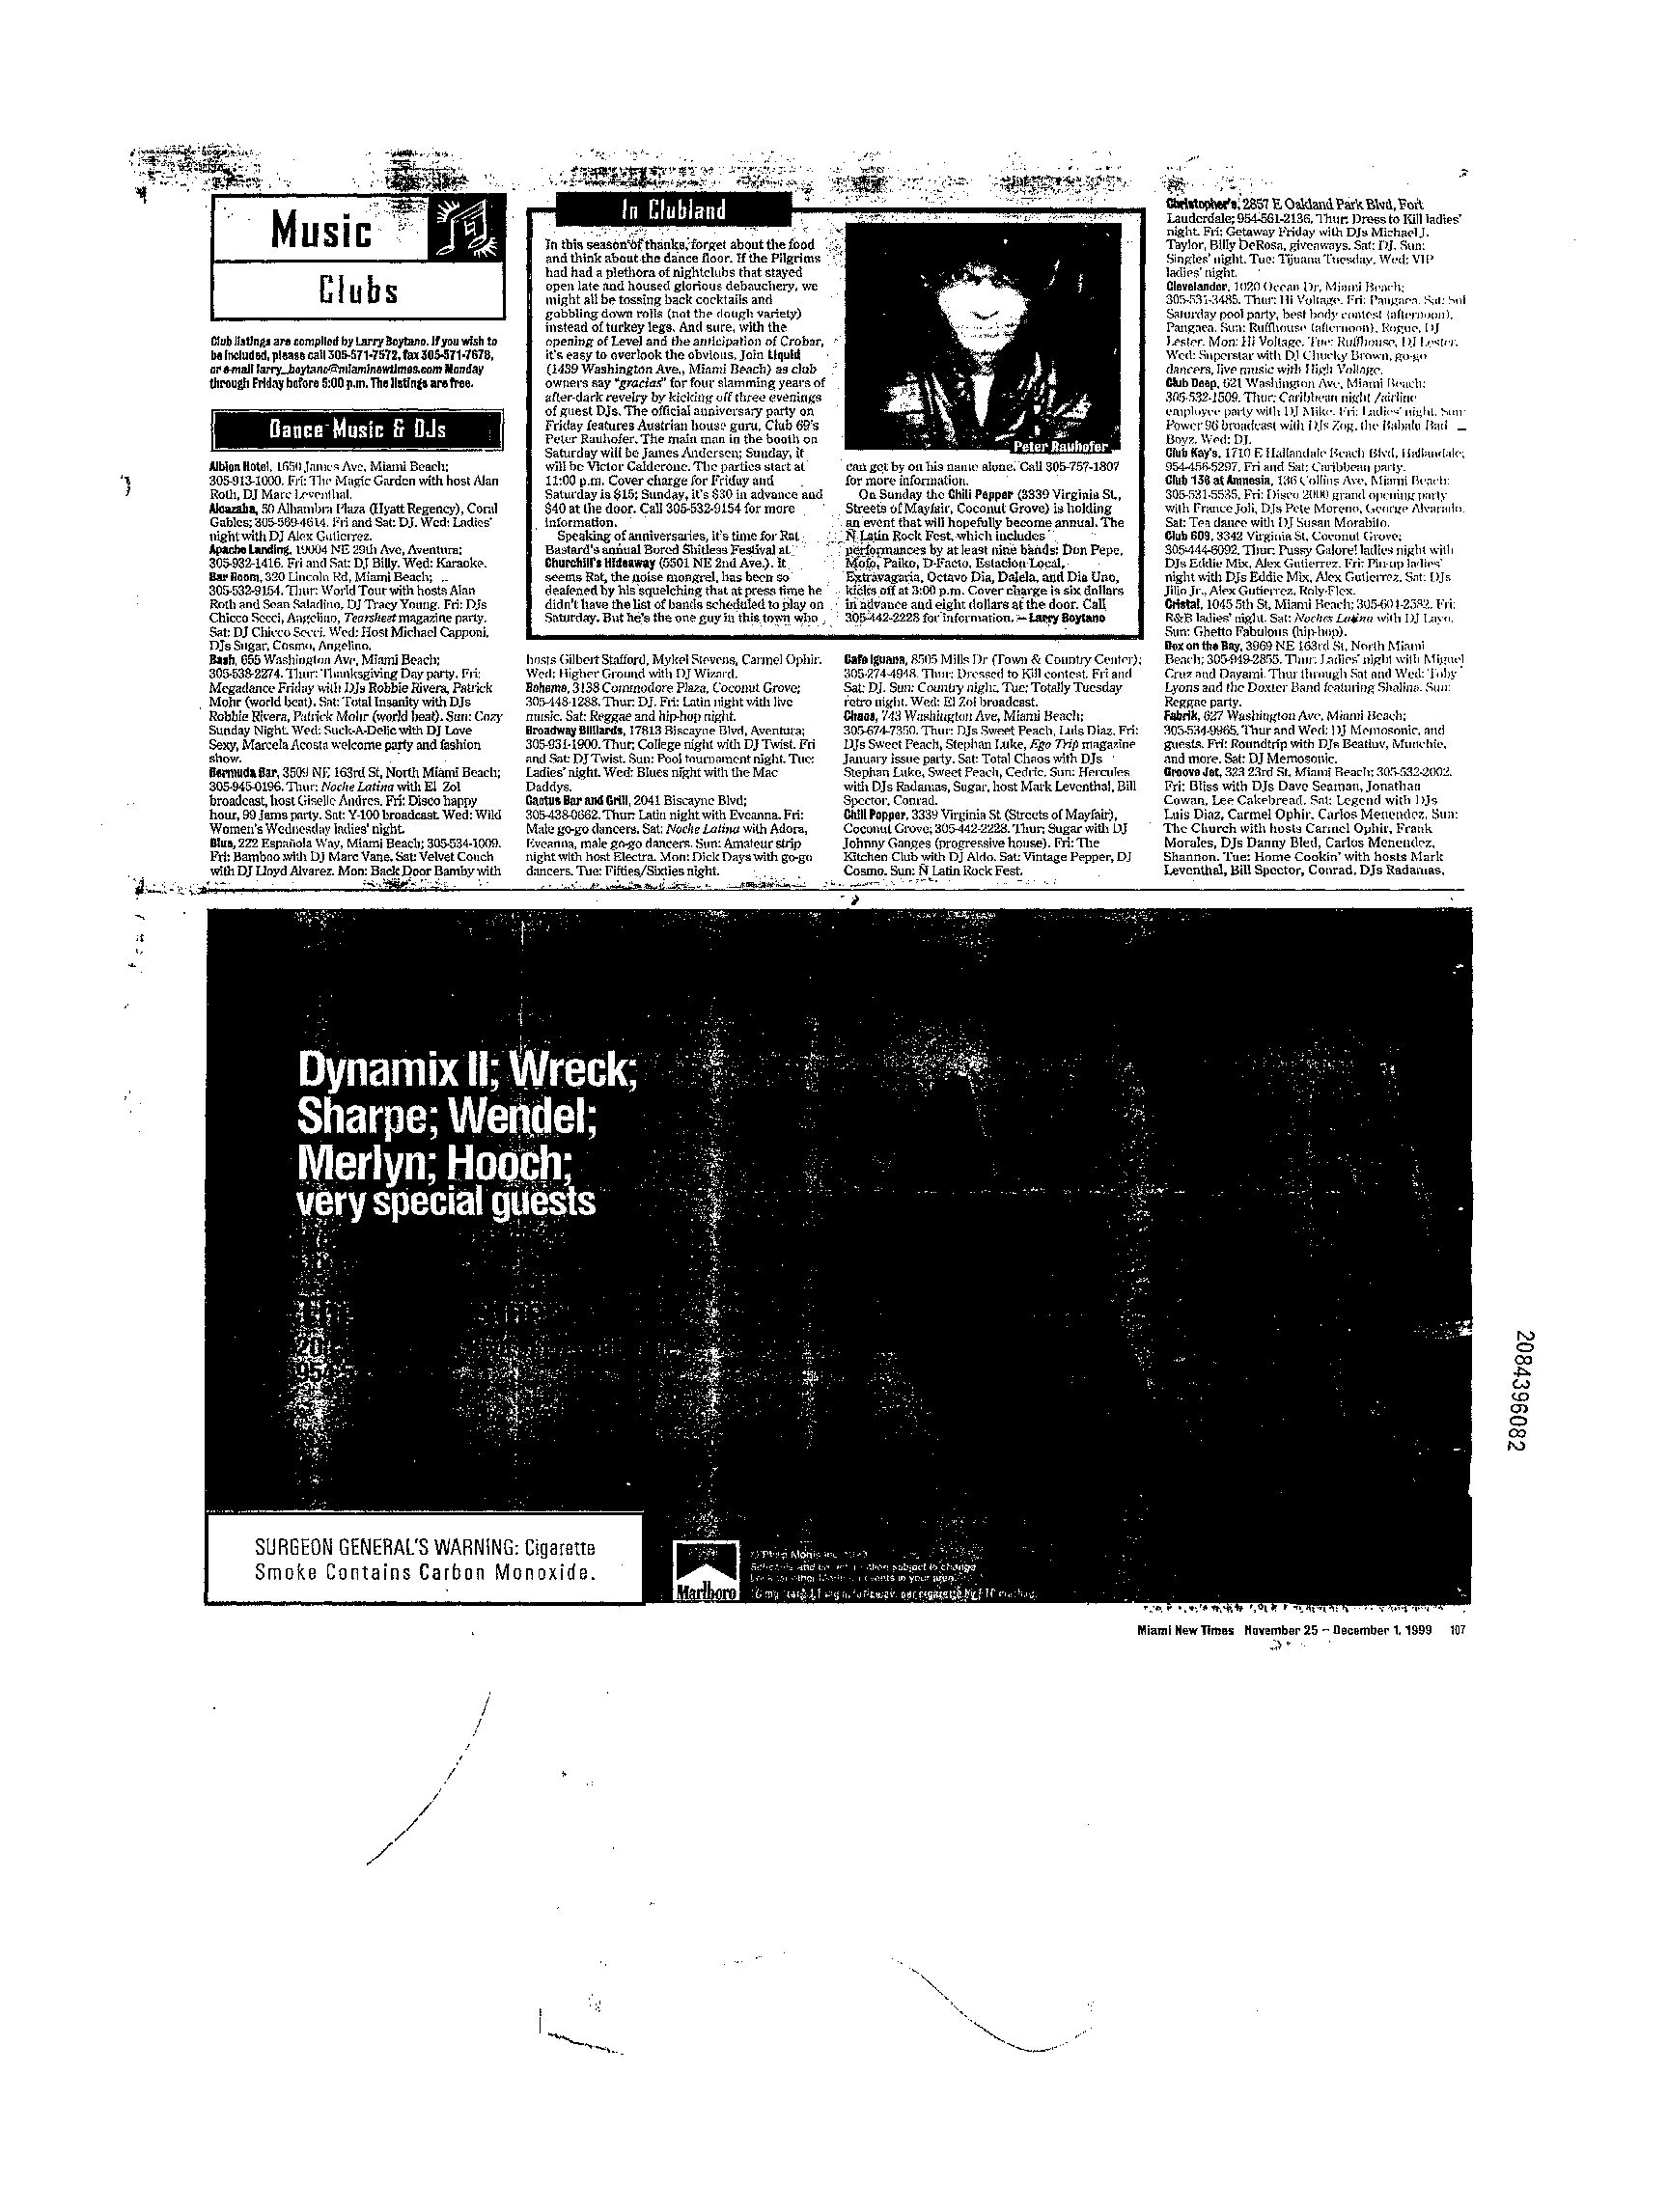 Music
Clubs
Club listings are compiled by Larry Boytano. If you wish to
be included, please call 305-571-7572, fax 305-571-7678,
or e-mail larry_boytano@miaminewtimes.com Monday
through Friday before 5:00 p.m. The listings are free.
Dance Music & DJs
Albion Hotel, 1650 James Ave, Miami Beach;
305-913-1000. Fri: The Magic Garden with host Alan
Roth, DJ Marc Leventhal.
Alcazaba, 50 Alhambra Plaza (Hyatt Regency), Coral
Gables; 305-569-4614. Fri and Sat: DJ. Wed: Ladies'
night with DJ Alex Gutierrez.
Apache Landing, 19004 NE 29th Ave, Aventura;
305-932-1416. Fri and Sat: DJ Billy. Wed: Karaoke.
Bar Room, 320 Lincoln Rd, Miami Beach;
305-532-9154. Thur: World Tour with hosts Alan
Roth and Sean Saladino, DJ Tracy Young. Fri: DJs
Chicco Secci, Angelino, Tearsheet magazine party.
Sat: DJ Chicco Secci. Wed: Host Michael Capponi,
DJs Sugar, Cosmo, Angelino.
Bash, 655 Washington Ave, Miami Beach;
305-538-2274. Thur: Thanksgiving Day party. Fri:
Megadance Friday with DJs Robbie Rivera, Patrick
Mohr (world beat). Sat: Total Insanity with DJs
Robbie Rivera, Patrick Mohr (world beat). Sun: Cozy
Sunday Night. Wed: Suck-A-Delic with DJ Love
Sexy, Marcela Acosta welcome party and fashion
show.
Bermuda Bar, 3509 NE 163rd St, North Miami Beach;
305-945-0196. Thur: Noche Latina with El Zol
broadcast, host Giselle Andres. Fri: Disco happy
hour, 99 Jams party. Sat: Y-100 broadcast. Wed: Wild
Women's Wednesday ladies' night.
Blue, 222 Española Way, Miami Beach; 305-534-1009.
Fri: Bamboo with DJ Marc Vane. Sat: Velvet Couch
with DJ Lloyd Alvarez. Mon: Back Door Bamby with
In Clubland
In this season of thanks, forget about the food
and think about the dance floor. If the Pilgrims
had had a plethora of nightclubs that stayed
open late and housed glorious debauchery, we
might all be tossing back cocktails and
gobbling down rolls (not the dough variety)
instead of turkey legs. And sure, with the
opening of Level and the anticipation of Crobar,
it's easy to overlook the obvious. Join Liquid
(1439 Washington Ave., Miami Beach) as club
owners say "gracias" for four slamming years of
after-dark revelry by kicking off three evenings
of guest DJs. The official anniversary party on
Friday features Austrian house guru, Club 69's
Peter Rauhofer. The main man in the booth on
Saturday will be James Andersen; Sunday, it
will be Victor Calderone. The parties start at
11:00 p.m. Cover charge for Friday and
Saturday is $15; Sunday, it's $30 in advance and
$40 at the door. Call 305-532-9154 for more
information.
Speaking of anniversaries, it's time for Rat
Bastard's annual Bored Shitless Festival at
Churchill's Hideaway (5501 NE 2nd Ave.). It
seems Rat, the noise mongrel, has been so
deafened by his squelching that at press time he
didn't have the list of bands scheduled to play on
Saturday. But he's the one guy in this town who
Peter Rauhofer
can get by on his name alone. Call 305-757-1807
for more information.
On Sunday the Chili Pepper (3339 Virginia St.,
Streets of Mayfair, Coconut Grove) is holding
an event that will hopefully become annual. The
Ñ Latin Rock Fest, which includes
performances by at least nine bands: Don Pepe,
Mofo, Paiko, D-Facto, Estacion Local,
Extravagaria, Octavo Dia, Dalela, and Dia Uno,
kicks off at 3:00 p.m. Cover charge is six dollars
in advance and eight dollars at the door. Call
305-442-2228 for information. — Larry Boytano
hosts Gilbert Stafford, Mykel Stevens, Carmel Ophir.
Wed: Higher Ground with DJ Wizard.
Boheme, 3138 Commodore Plaza, Coconut Grove;
305-448-1288. Thur: DJ. Fri: Latin night with live
music. Sat: Reggae and hip-hop night.
Broadway Billiards, 17813 Biscayne Blvd, Aventura;
305-931-1900. Thur: College night with DJ Twist. Fri
and Sat: DJ Twist. Sun: Pool tournament night. Tue:
Ladies' night. Wed: Blues night with the Mac
Daddys.
Cactus Bar and Grill, 2041 Biscayne Blvd;
305-438-0662. Thur: Latin night with Eveanna. Fri:
Male go-go dancers. Sat: Noche Latina with Adora,
Eveanna, male go-go dancers. Sun: Amateur strip
night with host Electra. Mon: Dick Days with go-go
dancers. Tue: Fifties/Sixties night.
Cafe Iguana, 8505 Mills Dr (Town & Country Center);
305-274-4948. Thur: Dressed to Kill contest. Fri and
Sat: DJ. Sun: Country night. Tue: Totally Tuesday
retro night. Wed: El Zol broadcast.
Chaos, 743 Washington Ave, Miami Beach;
305-674-7350. Thur: DJs Sweet Peach, Luis Diaz. Fri:
DJs Sweet Peach, Stephan Luke, Ego Trip magazine
January issue party. Sat: Total Chaos with DJs
Stephan Luke, Sweet Peach, Cedric. Sun: Hercules
with DJs Radamas, Sugar, host Mark Leventhal, Bill
Spector, Conrad.
Chili Pepper, 3339 Virginia St (Streets of Mayfair),
Coconut Grove; 305-442-2228. Thur: Sugar with DJ
Johnny Ganges (progressive house). Fri: The
Kitchen Club with DJ Aldo. Sat: Vintage Pepper, DJ
Cosmo. Sun: Ñ Latin Rock Fest.
Christopher's, 2857 E Oakland Park Blvd, Fort
Lauderdale; 954-561-2136. Thur: Dress to Kill ladies'
night. Fri: Getaway Friday with DJs Michael J.
Taylor, Billy DeRosa, giveaways. Sat: DJ. Sun:
Singles' night. Tue: Tijuana Tuesday. Wed: VIP
ladies' night.
Clevelander, 1020 Ocean Dr, Miami Beach;
305-531-3485. Thur: Hi Voltage. Fri: Pangaea. Sat: Sol
Saturday pool party, best body contest (afternoon),
Pangaea. Sun: Ruffhouse (afternoon), Rogue, DJ
Lester. Mon: Hi Voltage. Tue: Ruffhouse, DJ Lester.
Wed: Superstar with DJ Chucky Brown, go-go
dancers, live music with High Voltage.
Club Deep, 621 Washington Ave, Miami Beach;
305-532-1509. Thur: Caribbean night/airline
employee party with DJ Mike. Fri: Ladies' night. Sun:
Power 96 broadcast with DJs Zog, the Babalu Bad
Boyz. Wed: DJ.
Club Kay's, 1710 E Hallandale Beach Blvd, Hallandale;
954-456-5297. Fri and Sat: Caribbean party.
Club 136 at Amnesia, 136 Collins Ave, Miami Beach;
305-531-5535. Fri: Disco 2000 grand opening party
with France Joli, DJs Pete Moreno, George Alvarado.
Sat: Tea dance with DJ Susan Morabito.
Club 609, 3342 Virginia St, Coconut Grove;
305-444-6092. Thur: Pussy Galore! ladies night with
DJs Eddie Mix, Alex Gutierrez. Fri: Pin-up ladies'
night with DJs Eddie Mix, Alex Gutierrez. Sat: DJs
Jilio Jr., Alex Gutierrez, Roly-Flex.
Cristal, 1045 5th St, Miami Beach; 305-604-2582. Fri:
R&B ladies' night. Sat: Noches Latina with DJ Layo.
Sun: Ghetto Fabulous (hip-hop).
Dox on the Bay, 3969 NE 163rd St, North Miami
Beach; 305-949-2855. Thur: Ladies' night with Miguel
Cruz and Dayami. Thur through Sat and Wed: Toby
Lyons and the Doxter Band featuring Shalina. Sun:
Reggae party.
Fabrik, 627 Washington Ave, Miami Beach;
305-534-9965. Thur and Wed: DJ Memosonic, and
guests. Fri: Roundtrip with DJs Beatluv, Munchie,
and more. Sat: DJ Memosonic.
Groove Jet, 323 23rd St, Miami Beach; 305-532-2002.
Fri: Bliss with DJs Dave Seaman, Jonathan
Cowan, Lee Cakebread. Sat: Legend with DJs
Luis Diaz, Carmel Ophir, Carlos Menendez. Sun:
The Church with hosts Carmel Ophir, Frank
Morales, DJs Danny Bled, Carlos Menendez,
Shannon. Tue: Home Cookin' with hosts Mark
Leventhal, Bill Spector, Conrad, DJs Radamas,
Dynamix II; Wreck;
Sharpe; Wendel;
Merlyn; Hooch;
very special guests
SURGEON GENERAL'S WARNING: Cigarette
Smoke Contains Carbon Monoxide.
Marlboro
Miami New Times November 25 – December 1, 1999 107
2084396082